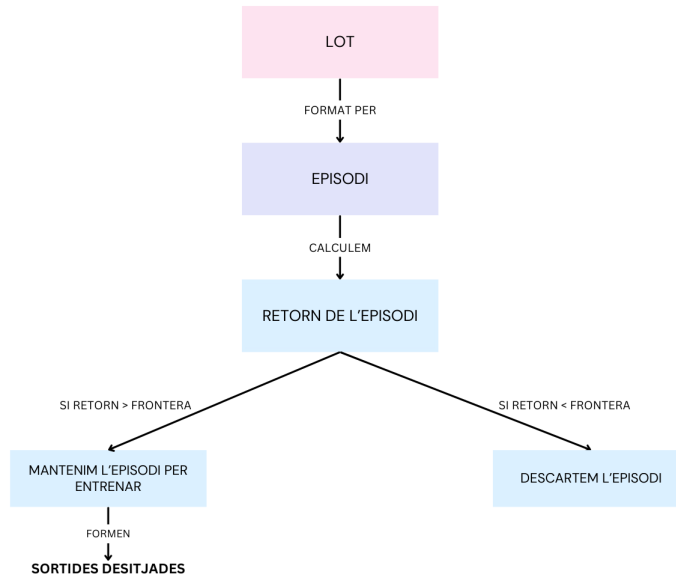 LOT
FORMAT PER
EPISODI
CALCULEM
RETORN DE L'EPISODI
SI RETORN > FRONTERA
SI RETORN < FRONTERA
MANTENIM L'EPISODI PER
ENTRENAR
DESCARTEM L'EPISODI
FORMEN
SORTIDES DESITJADES